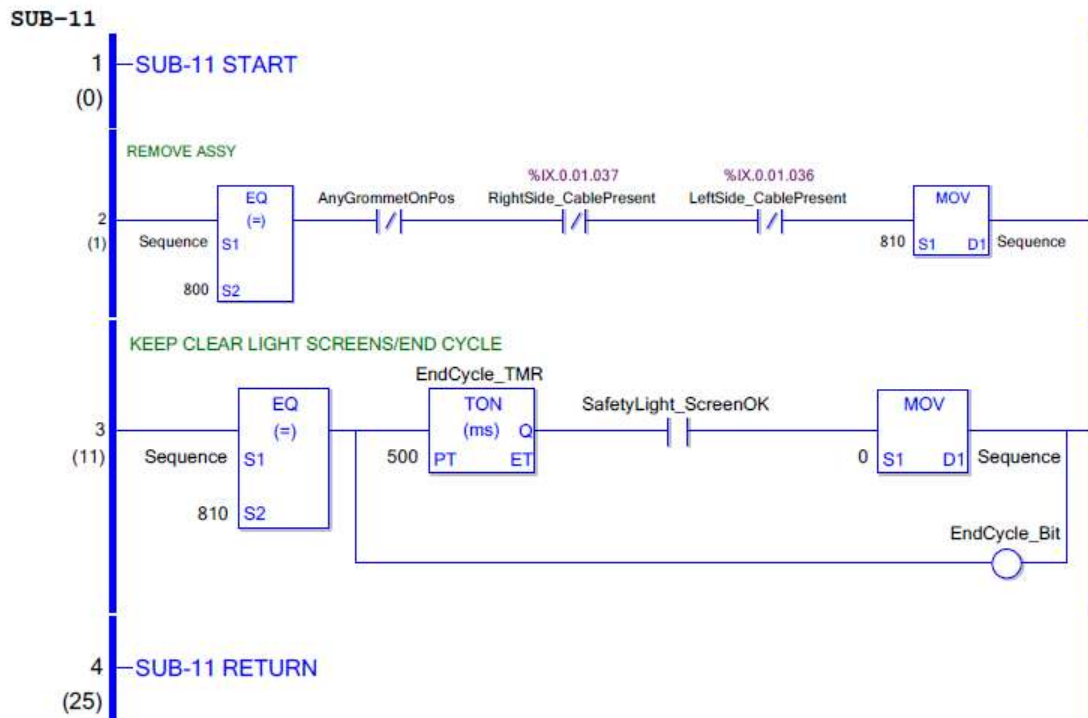 SUB-11
1 SUB-11 START
(0)
REMOVE ASSY
%IX.0.01.037 %IX.0.01.036
EQ AnyGrommetOnPos RightSide_CablePresent LeftSide_CablePresent MOV
(=)
2
(1) Sequence S1 810 S1 D1 Sequence
800 S2
KEEP CLEAR LIGHT SCREENS/END CYCLE
EndCycle_TMR
EQ TON SafetyLight_ScreenOK MOV
3 (=) (ms) Q
(11) Sequence S1 500 PT ET 0 S1 D1 Sequence
810 S2
EndCycle_Bit
4 SUB-11 RETURN
(25)